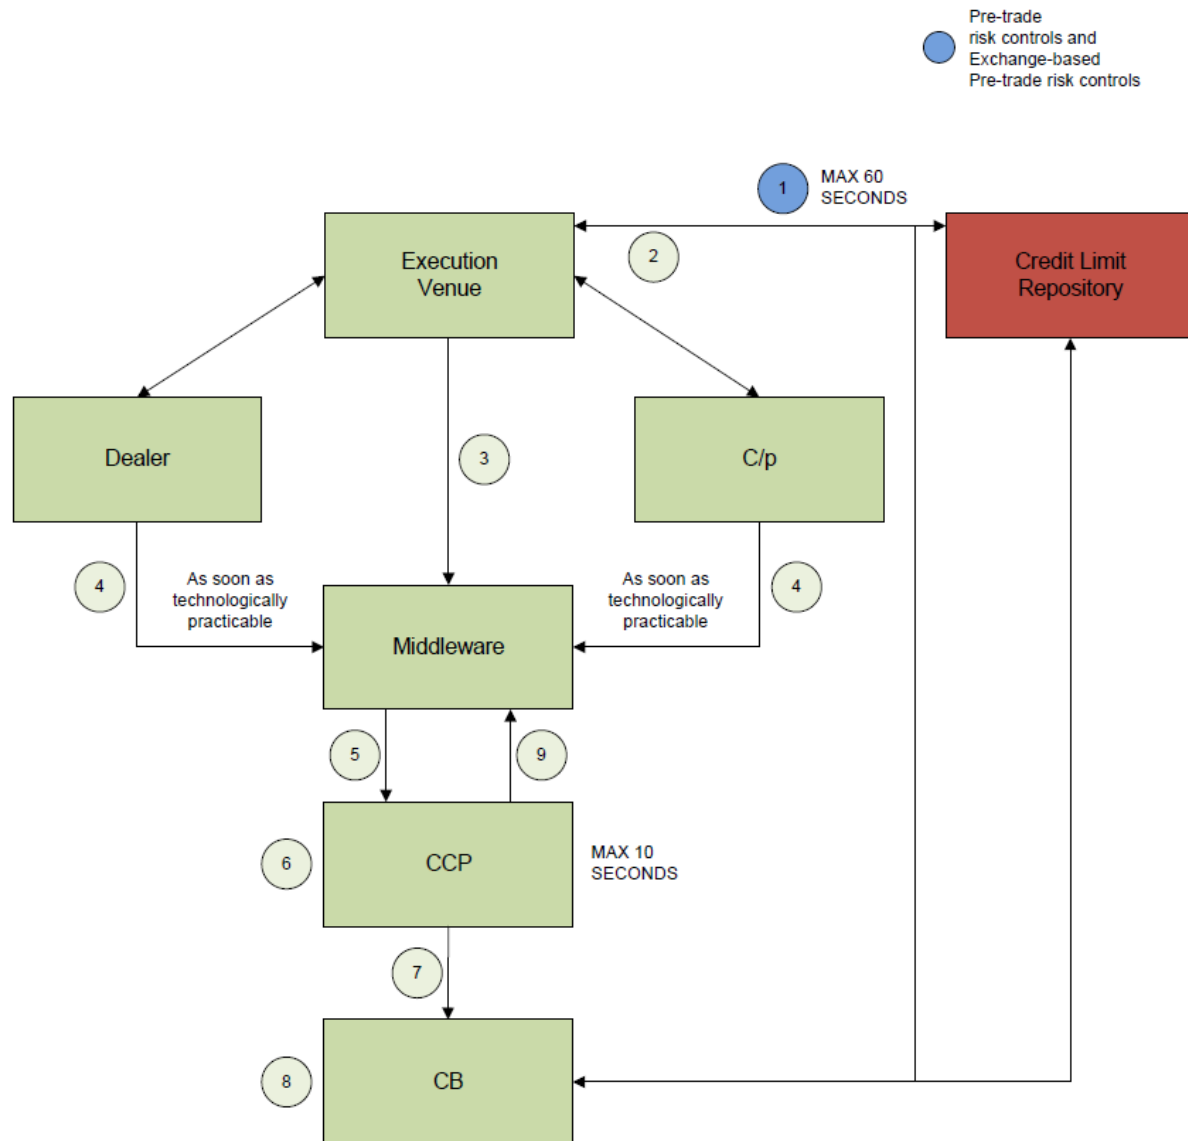 Pre-trade
risk controls and
Exchange-based
Pre-trade risk controls
1
MAX 60
SECONDS
Execution
Venue
2
Credit Limit
Repository
Dealer
3
C/p
4
As soon as
technologically
practicable
As soon as
technologically
practicable
4
Middleware
5
9
6
CCP
MAX 10
SECONDS
7
8
CB